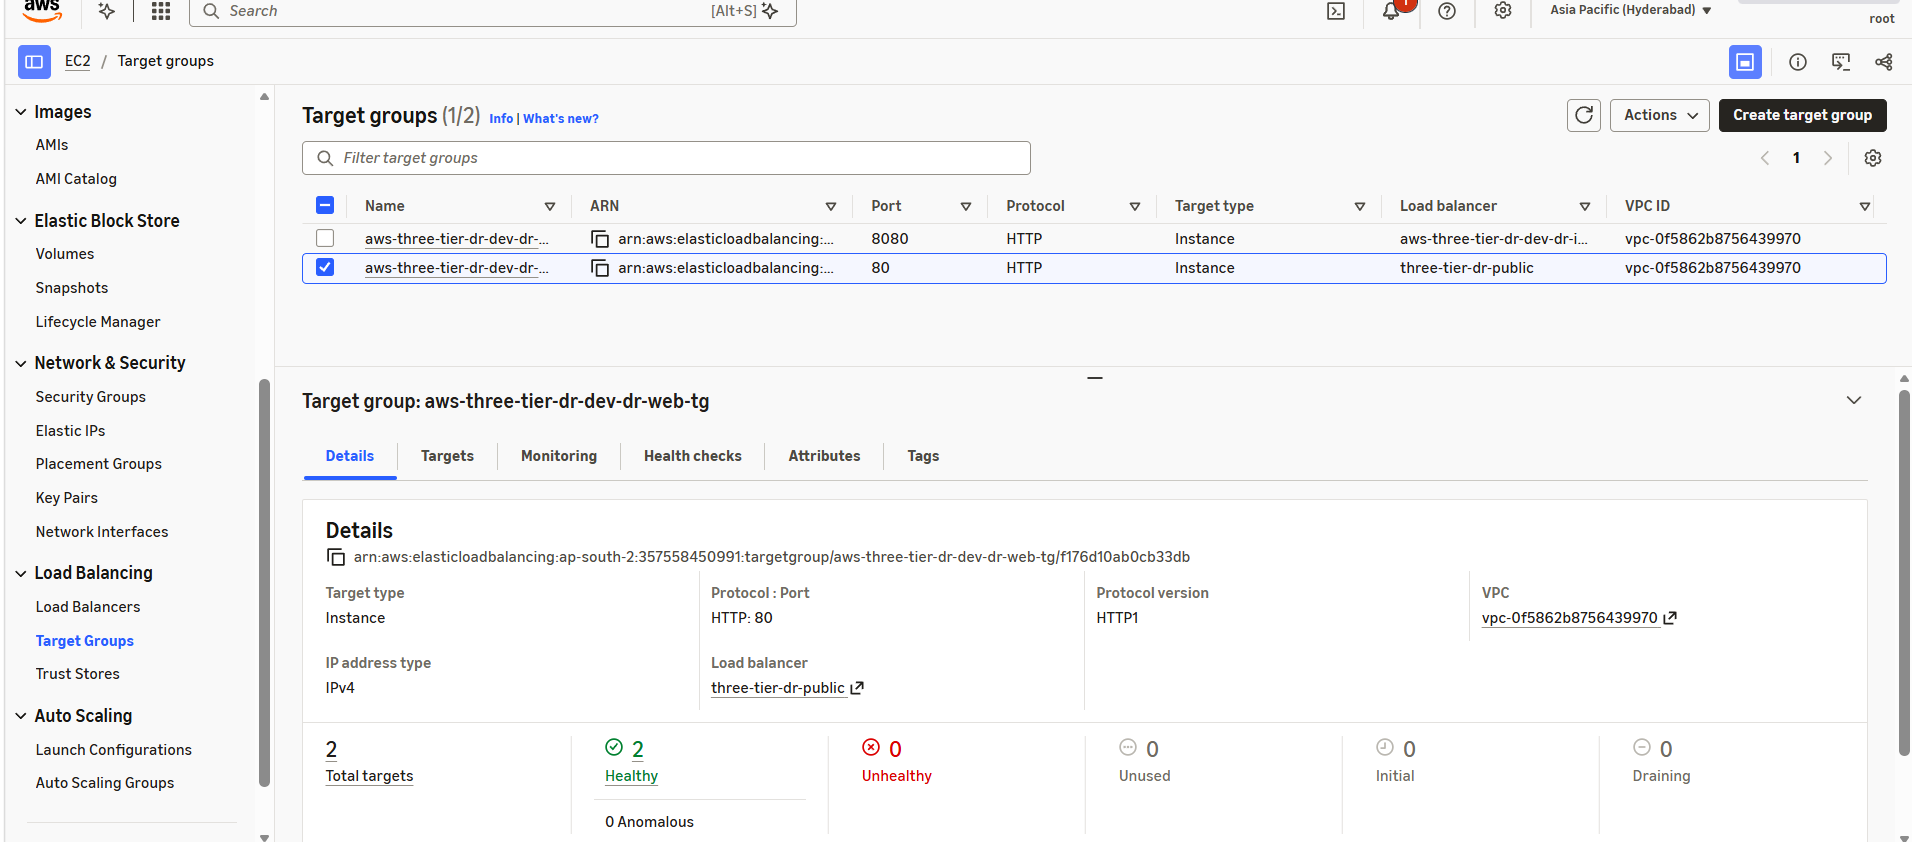 aws
Search
[Alt+S]
1
Asia Pacific (Hyderabad)
root
EC2 / Target groups
Images
AMIs
AMI Catalog
Elastic Block Store
Volumes
Snapshots
Lifecycle Manager
Network & Security
Security Groups
Elastic IPs
Placement Groups
Key Pairs
Network Interfaces
Load Balancing
Load Balancers
Target Groups
Trust Stores
Auto Scaling
Launch Configurations
Auto Scaling Groups
Target groups (1/2) Info | What's new?
Actions
Create target group
Filter target groups
1
Name ARN Port Protocol Target type Load balancer VPC ID
aws-three-tier-dr-dev-dr-... arn:aws:elasticloadbalancing:... 8080 HTTP Instance aws-three-tier-dr-dev-dr-i... vpc-0f5862b8756439970
aws-three-tier-dr-dev-dr-... arn:aws:elasticloadbalancing:... 80 HTTP Instance three-tier-dr-public vpc-0f5862b8756439970
Target group: aws-three-tier-dr-dev-dr-web-tg
Details Targets Monitoring Health checks Attributes Tags
Details
arn:aws:elasticloadbalancing:ap-south-2:357558450991:targetgroup/aws-three-tier-dr-dev-dr-web-tg/f176d10ab0cb33db
Target type
Instance
Protocol : Port
HTTP: 80
Protocol version
HTTP1
VPC
vpc-0f5862b8756439970
IP address type
IPv4
Load balancer
three-tier-dr-public
2
Total targets
2
Healthy
0 Anomalous
0
Unhealthy
0
Unused
0
Initial
0
Draining